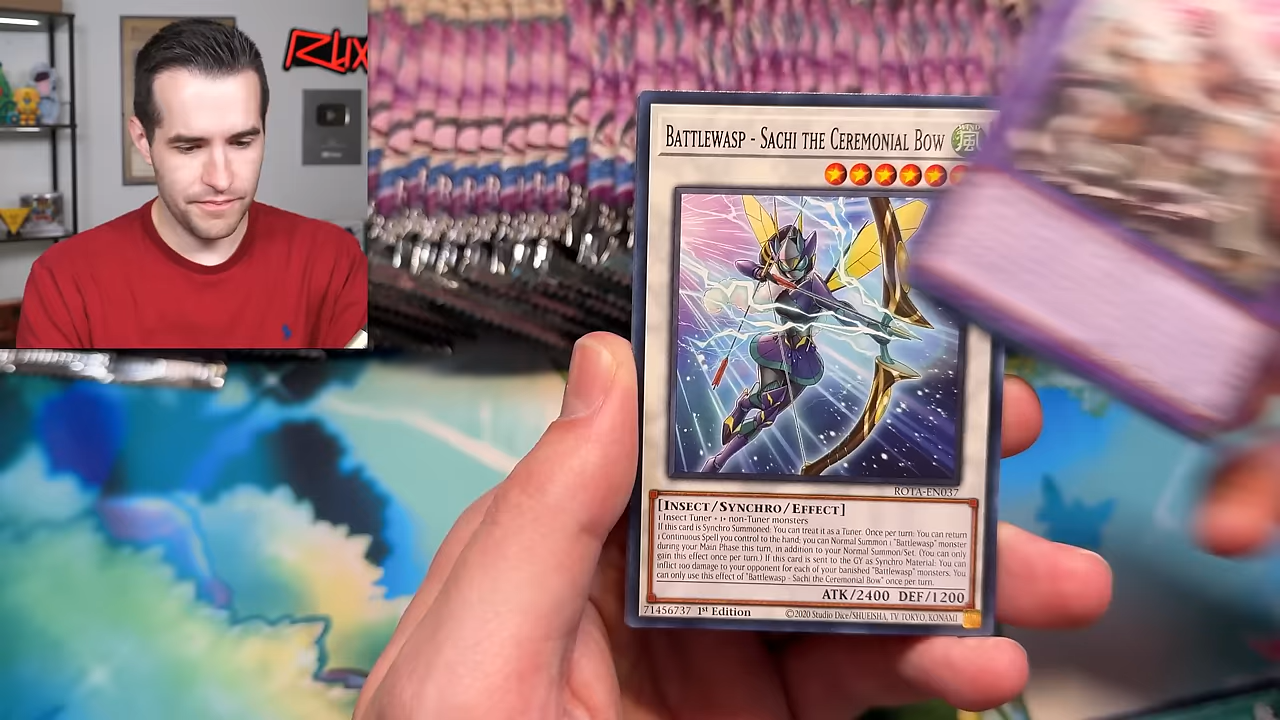 RUX
BATTLEWASP - SACHI THE CEREMONIAL BOW
WIND
風
ROTA-EN037
[INSECT/SYNCHRO/EFFECT]
1 Insect Tuner + 1+ non-Tuner monsters
If this card is Synchro Summoned: You can treat it as a Tuner. Once per turn: You can return
1 Continuous Spell you control to the hand; you can Normal Summon 1 "Battlewasp" monster
during your Main Phase this turn, in addition to your Normal Summon/Set. (You can only
gain this effect once per turn.) If this card is sent to the GY as Synchro Material: You can
inflict 100 damage to your opponent for each of your banished "Battlewasp" monsters. You
can only use this effect of "Battlewasp - Sachi the Ceremonial Bow" once per turn.
ATK/2400 DEF/1200
71456737 1st Edition ©2020 Studio Dice/SHUEISHA, TV TOKYO, KONAMI